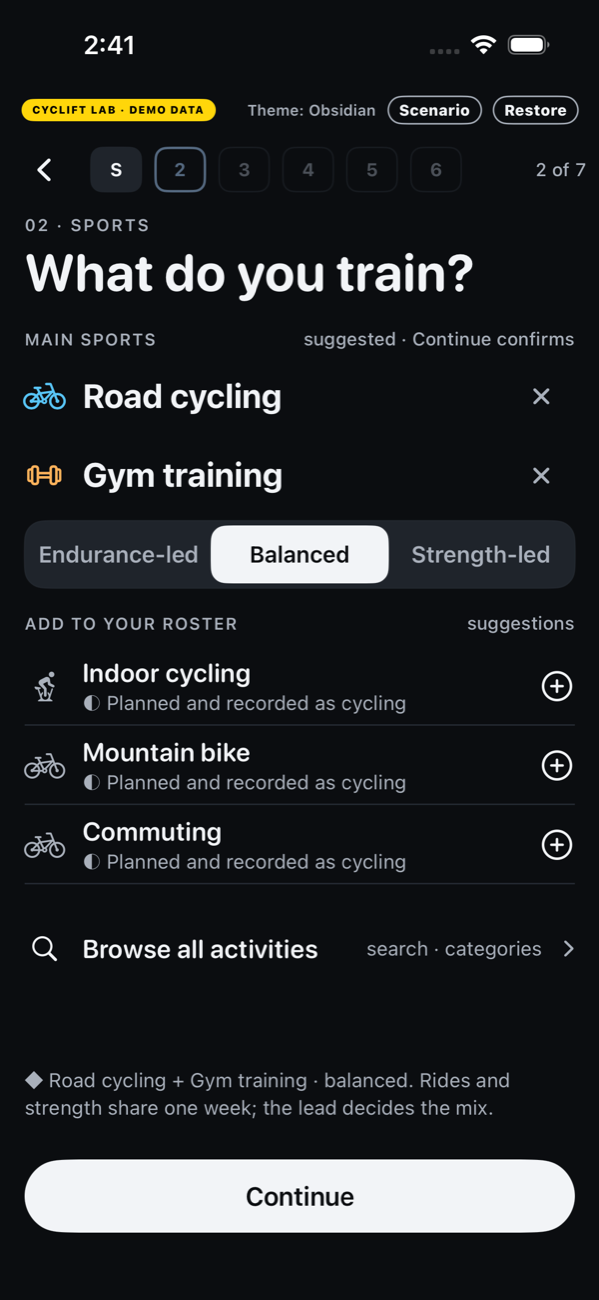 2:41
CYCLIFT LAB · DEMO DATA
Theme: Obsidian
Scenario
Restore
S
2
3
4
5
6
2 of 7
02 · SPORTS
What do you train?
MAIN SPORTS
suggested · Continue confirms
Road cycling
Gym training
Endurance-led
Balanced
Strength-led
ADD TO YOUR ROSTER
suggestions
Indoor cycling
◐ Planned and recorded as cycling
Mountain bike
◐ Planned and recorded as cycling
Commuting
◐ Planned and recorded as cycling
Browse all activities
search · categories
◆ Road cycling + Gym training · balanced. Rides and
strength share one week; the lead decides the mix.
Continue